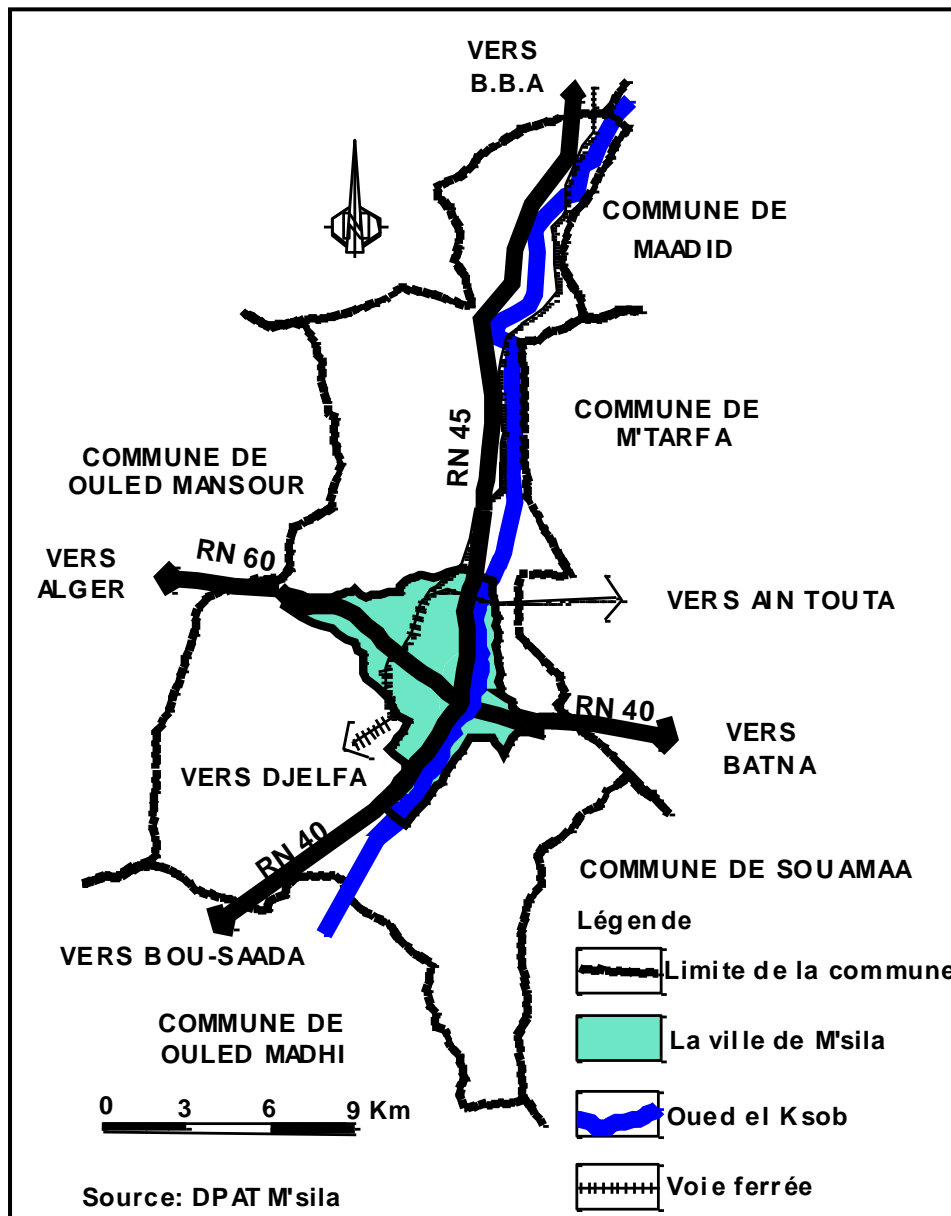 VERS
B.B.A
COMMUNE DE
MAADID
RN 45
COMMUNE DE
M'TARFA
COMMUNE DE
OULED MANSOUR
RN 60
VERS
ALGER
VERS AIN TOUTA
RN 40
VERS
BATNA
VERS DJELFA
RN 40
COMMUNE DE SOUAMAA
VERS BOU-SAADA
COMMUNE DE
OULED MADHI
0 3 6 9 Km
Source: DPAT M'sila
Légende
Limite de la commune
La ville de M'sila
Oued el Ksob
Voie ferrée